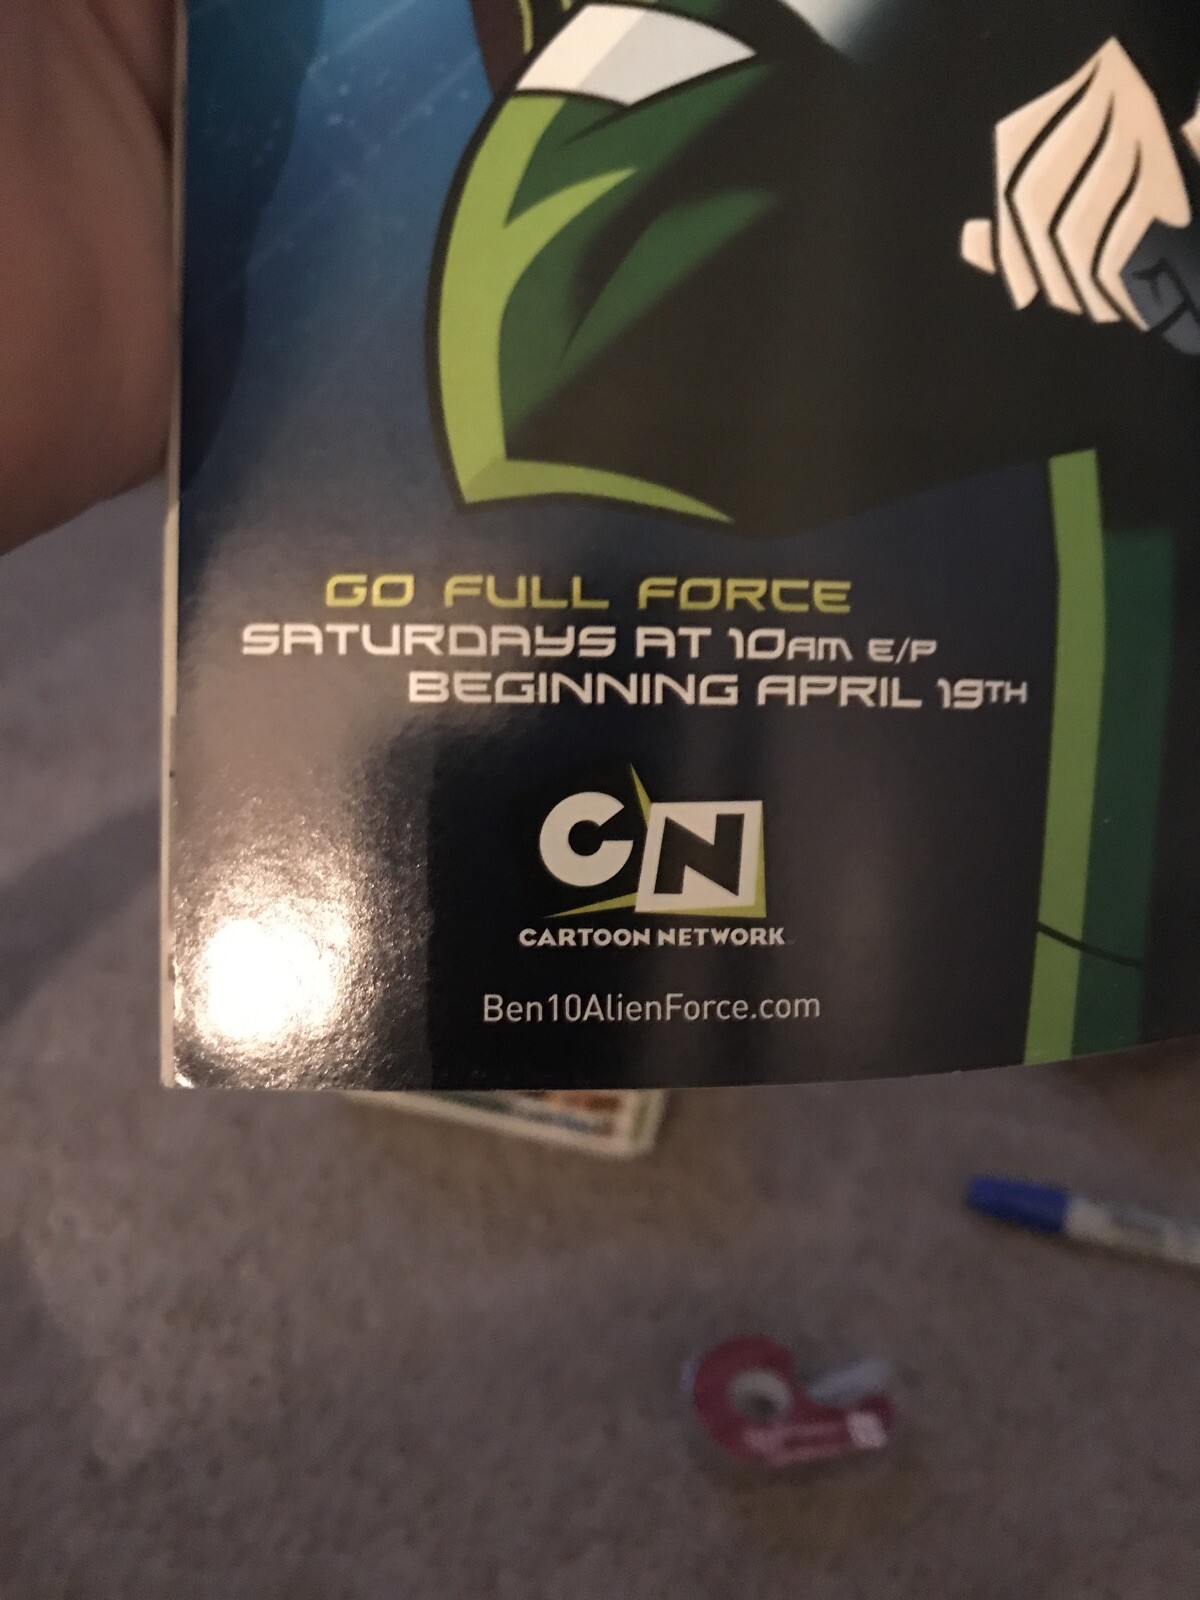 GO FULL FORCE
SATURDAYS AT 10AM E/P
BEGINNING APRIL 19TH
CN
CARTOON NETWORK
Ben10AlienForce.com